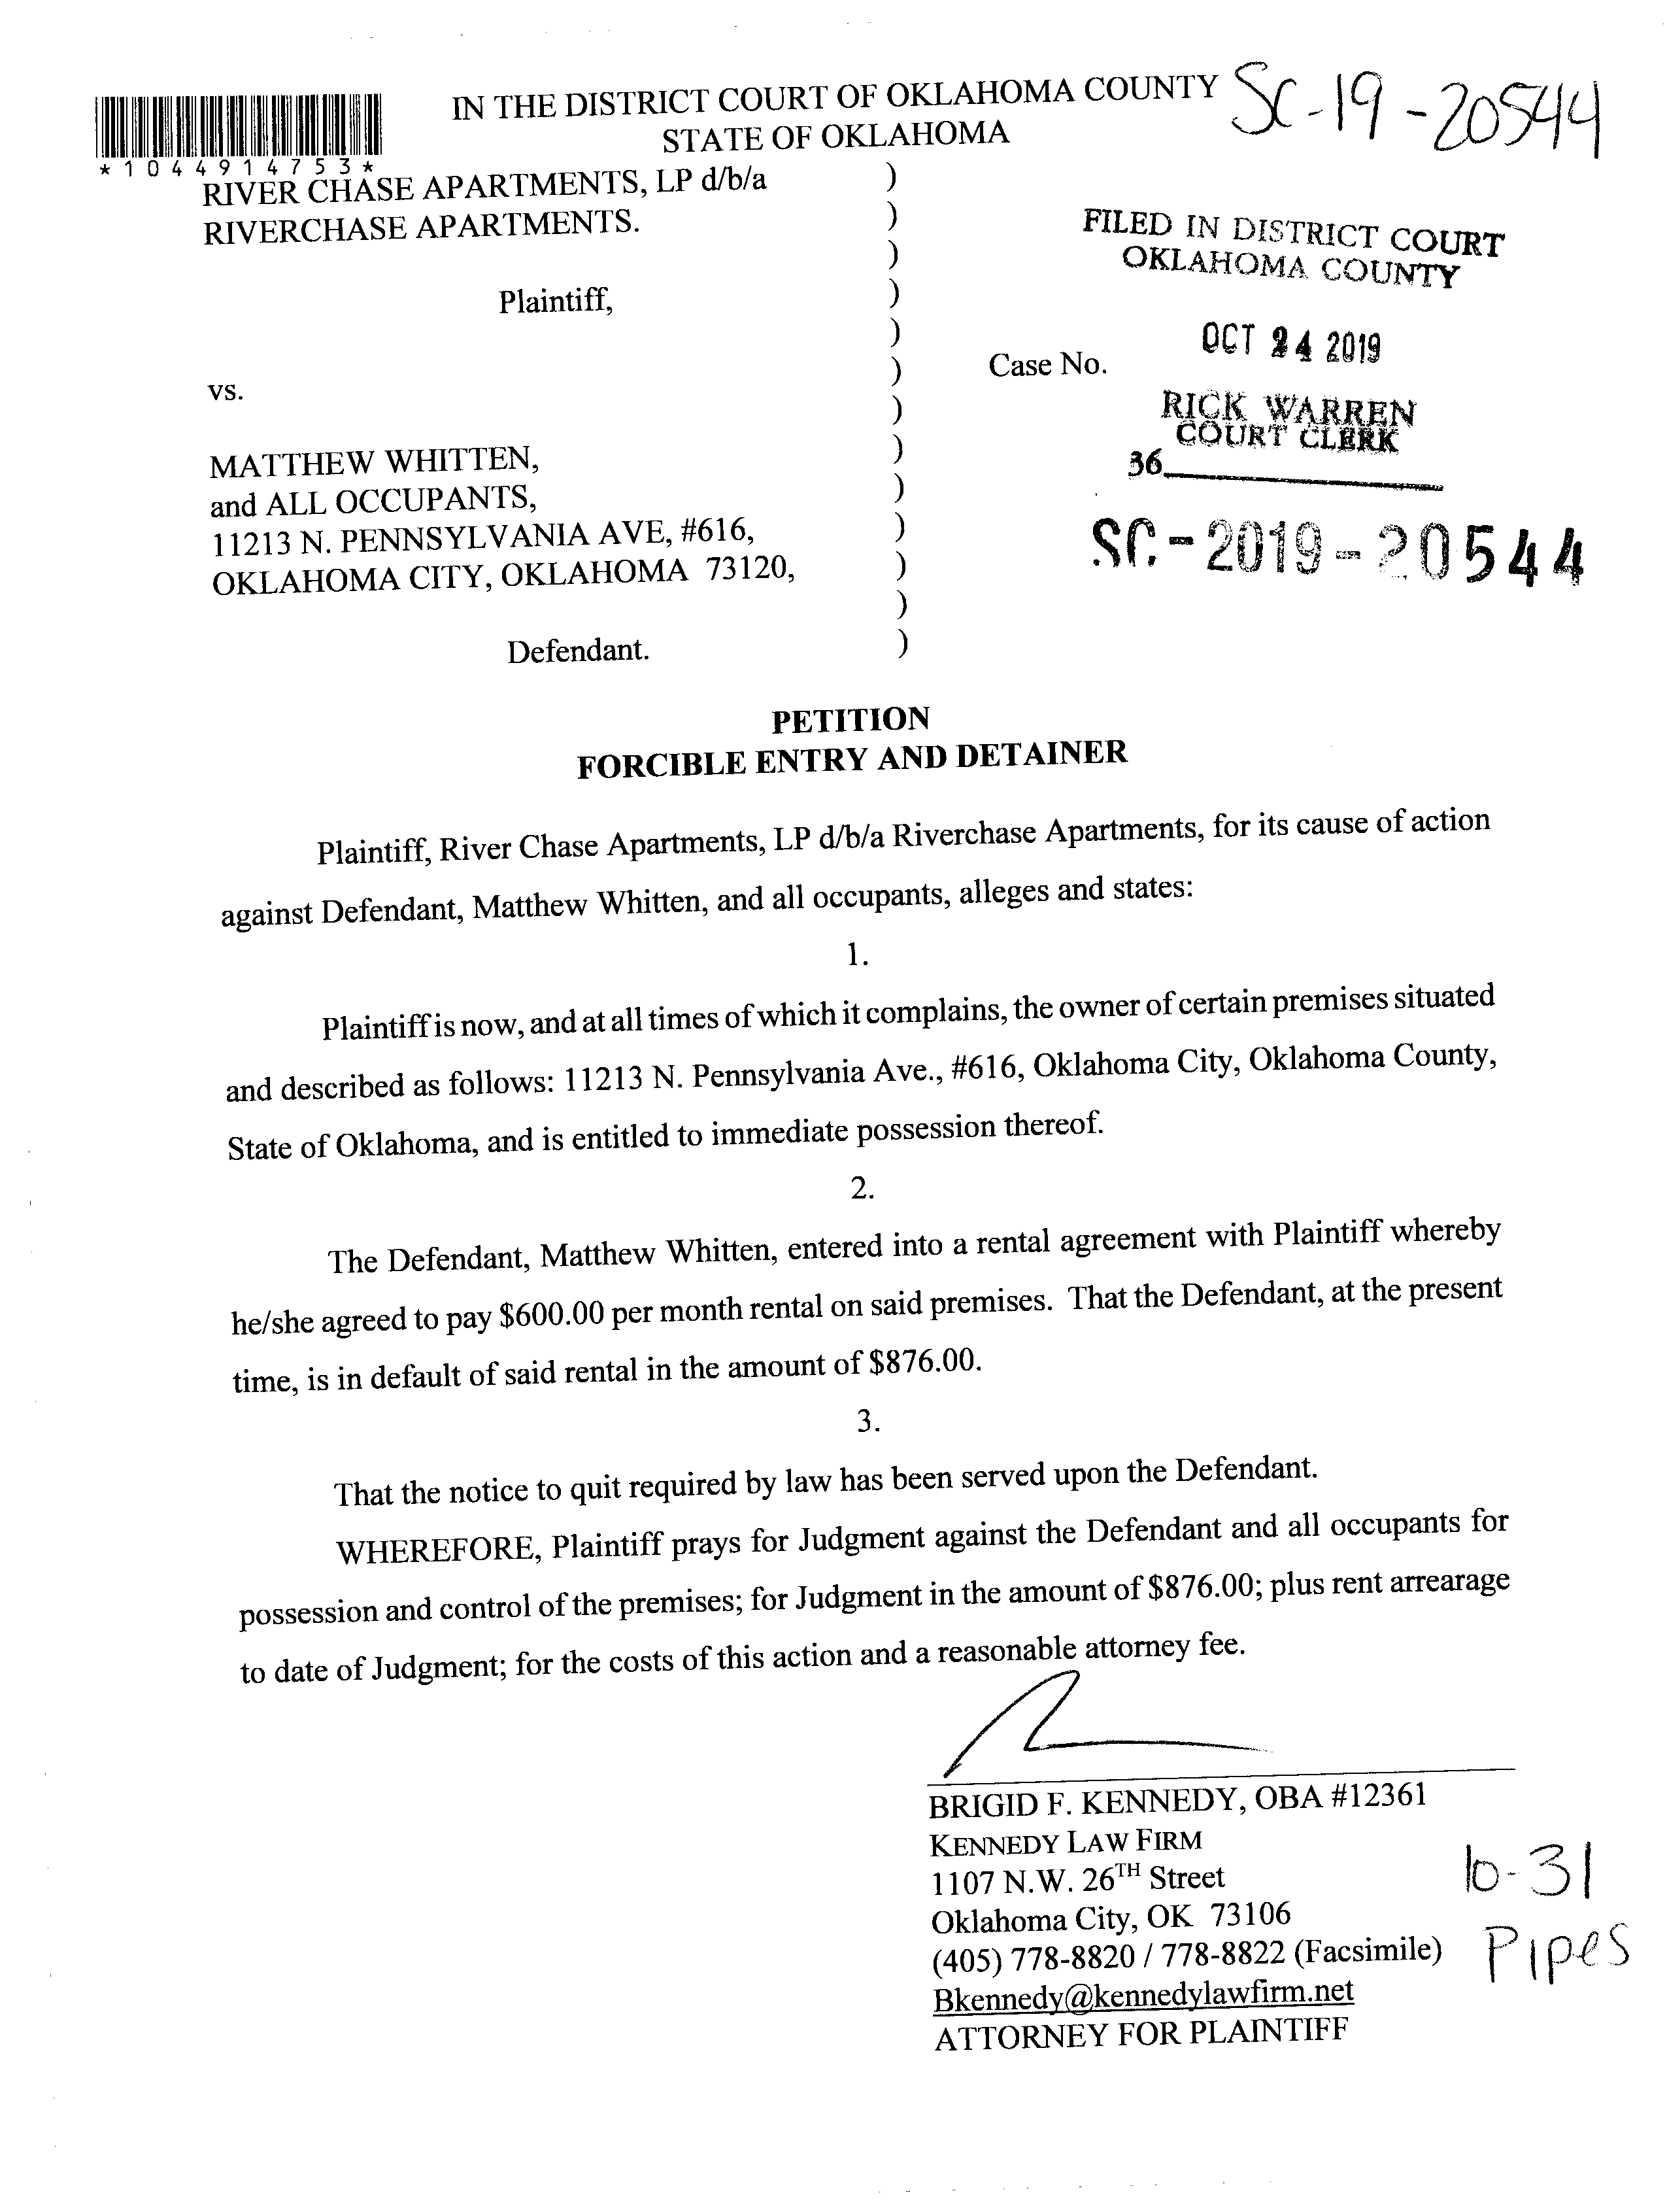 IN THE DISTRICT COURT OF OKLAHOMA COUNTY
STATE OF OKLAHOMA
SC-19-20544
*1044914753*
RIVER CHASE APARTMENTS, LP d/b/a )
RIVERCHASE APARTMENTS. )
)
FILED IN DISTRICT COURT
OKLAHOMA COUNTY
Plaintiff, )
)
OCT 24 2019
vs. )
Case No.
)
RICK WARREN
COURT CLERK
36
MATTHEW WHITTEN, )
and ALL OCCUPANTS, )
11213 N. PENNSYLVANIA AVE, #616, )
OKLAHOMA CITY, OKLAHOMA 73120, )
SC-2019-20544
)
Defendant. )
PETITION
FORCIBLE ENTRY AND DETAINER
Plaintiff, River Chase Apartments, LP d/b/a Riverchase Apartments, for its cause of action
against Defendant, Matthew Whitten, and all occupants, alleges and states:
1.
Plaintiff is now, and at all times of which it complains, the owner of certain premises situated
and described as follows: 11213 N. Pennsylvania Ave., #616, Oklahoma City, Oklahoma County,
State of Oklahoma, and is entitled to immediate possession thereof.
2.
The Defendant, Matthew Whitten, entered into a rental agreement with Plaintiff whereby
he/she agreed to pay $600.00 per month rental on said premises. That the Defendant, at the present
time, is in default of said rental in the amount of $876.00.
3.
That the notice to quit required by law has been served upon the Defendant.
WHEREFORE, Plaintiff prays for Judgment against the Defendant and all occupants for
possession and control of the premises; for Judgment in the amount of $876.00; plus rent arrearage
to date of Judgment; for the costs of this action and a reasonable attorney fee.
BRIGID F. KENNEDY, OBA #12361
KENNEDY LAW FIRM
1107 N.W. 26TH Street
Oklahoma City, OK 73106
(405) 778-8820 / 778-8822 (Facsimile)
Bkennedy@kennedylawfirm.net
ATTORNEY FOR PLAINTIFF
10-31
Pipes